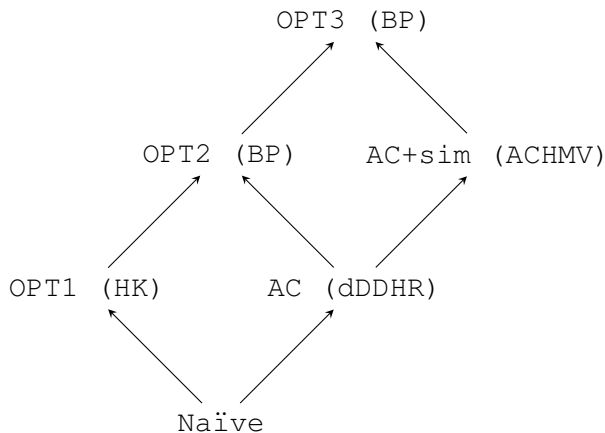 OPT3 (BP)
OPT2 (BP)
AC+sim (ACHMV)
OPT1 (HK)
AC (dDDHR)
Naïve